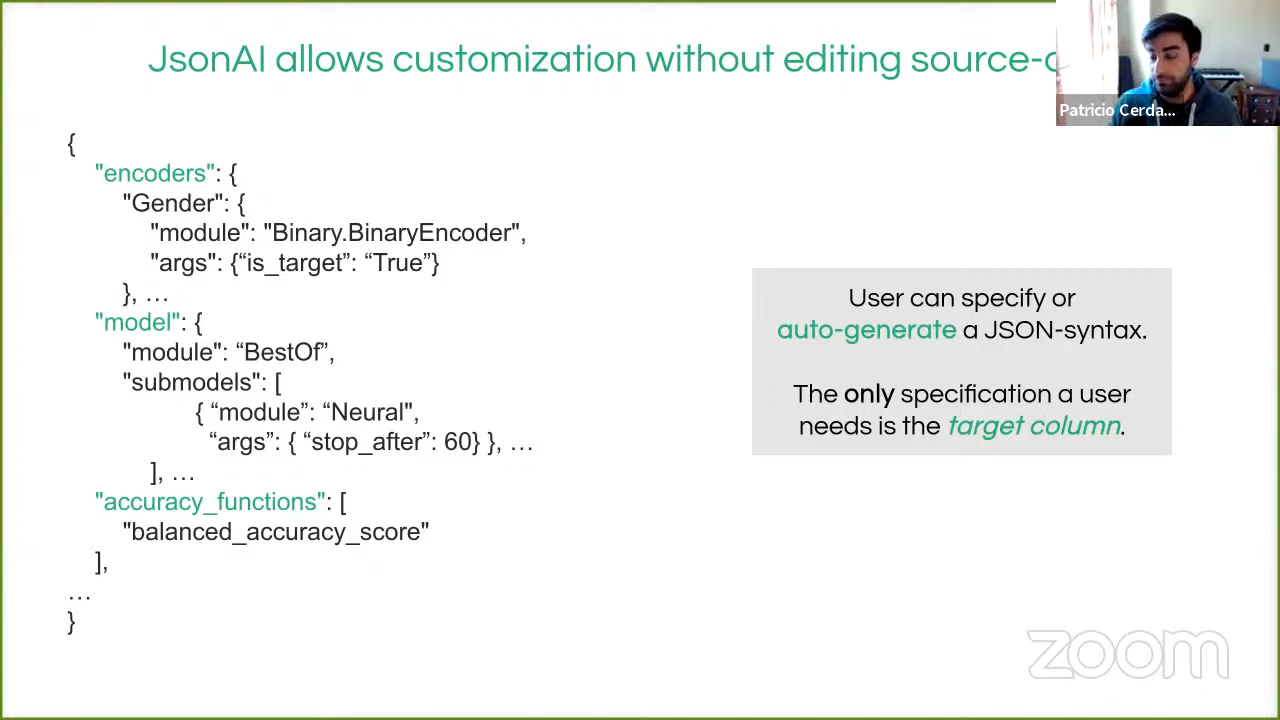 JsonAI allows customization without editing source-
Patricio Cerda...
{
"encoders": {
"Gender": {
"module": "Binary.BinaryEncoder",
"args": {“is_target”: “True”}
}, …
"model": {
"module": “BestOf”,
"submodels": [
{ “module”: “Neural",
“args”: { “stop_after”: 60} }, …
], …
"accuracy_functions": [
"balanced_accuracy_score"
],
…
}
User can specify or
auto-generate a JSON-syntax.
The only specification a user
needs is the target column.
zoom